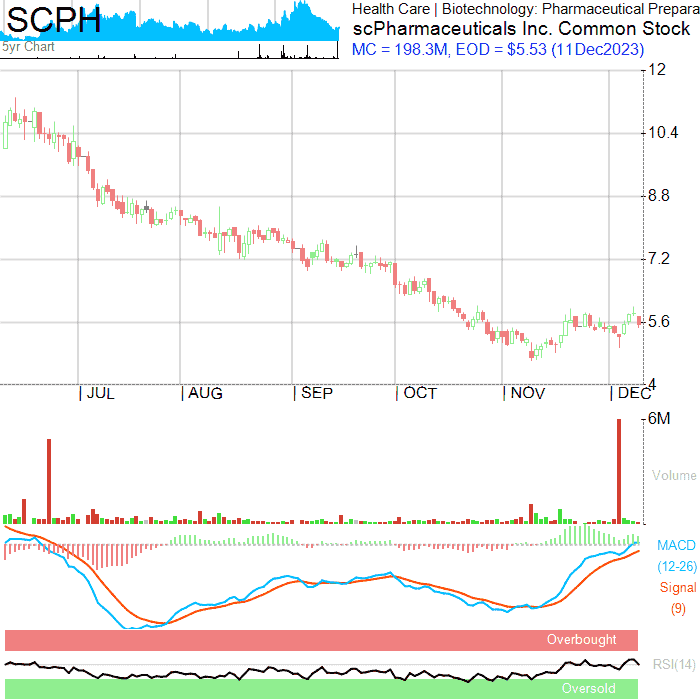 SCPH
5yr Chart
Health Care | Biotechnology: Pharmaceutical Prepara
scPharmaceuticals Inc. Common Stock
MC = 198.3M, EOD = $5.53 (11Dec2023)
12
10.4
8.8
7.2
5.6
4
JUL
AUG
SEP
OCT
NOV
DEC
6M
Volume
MACD
(12-26)
Signal
(9)
Overbought
RSI(14)
Oversold